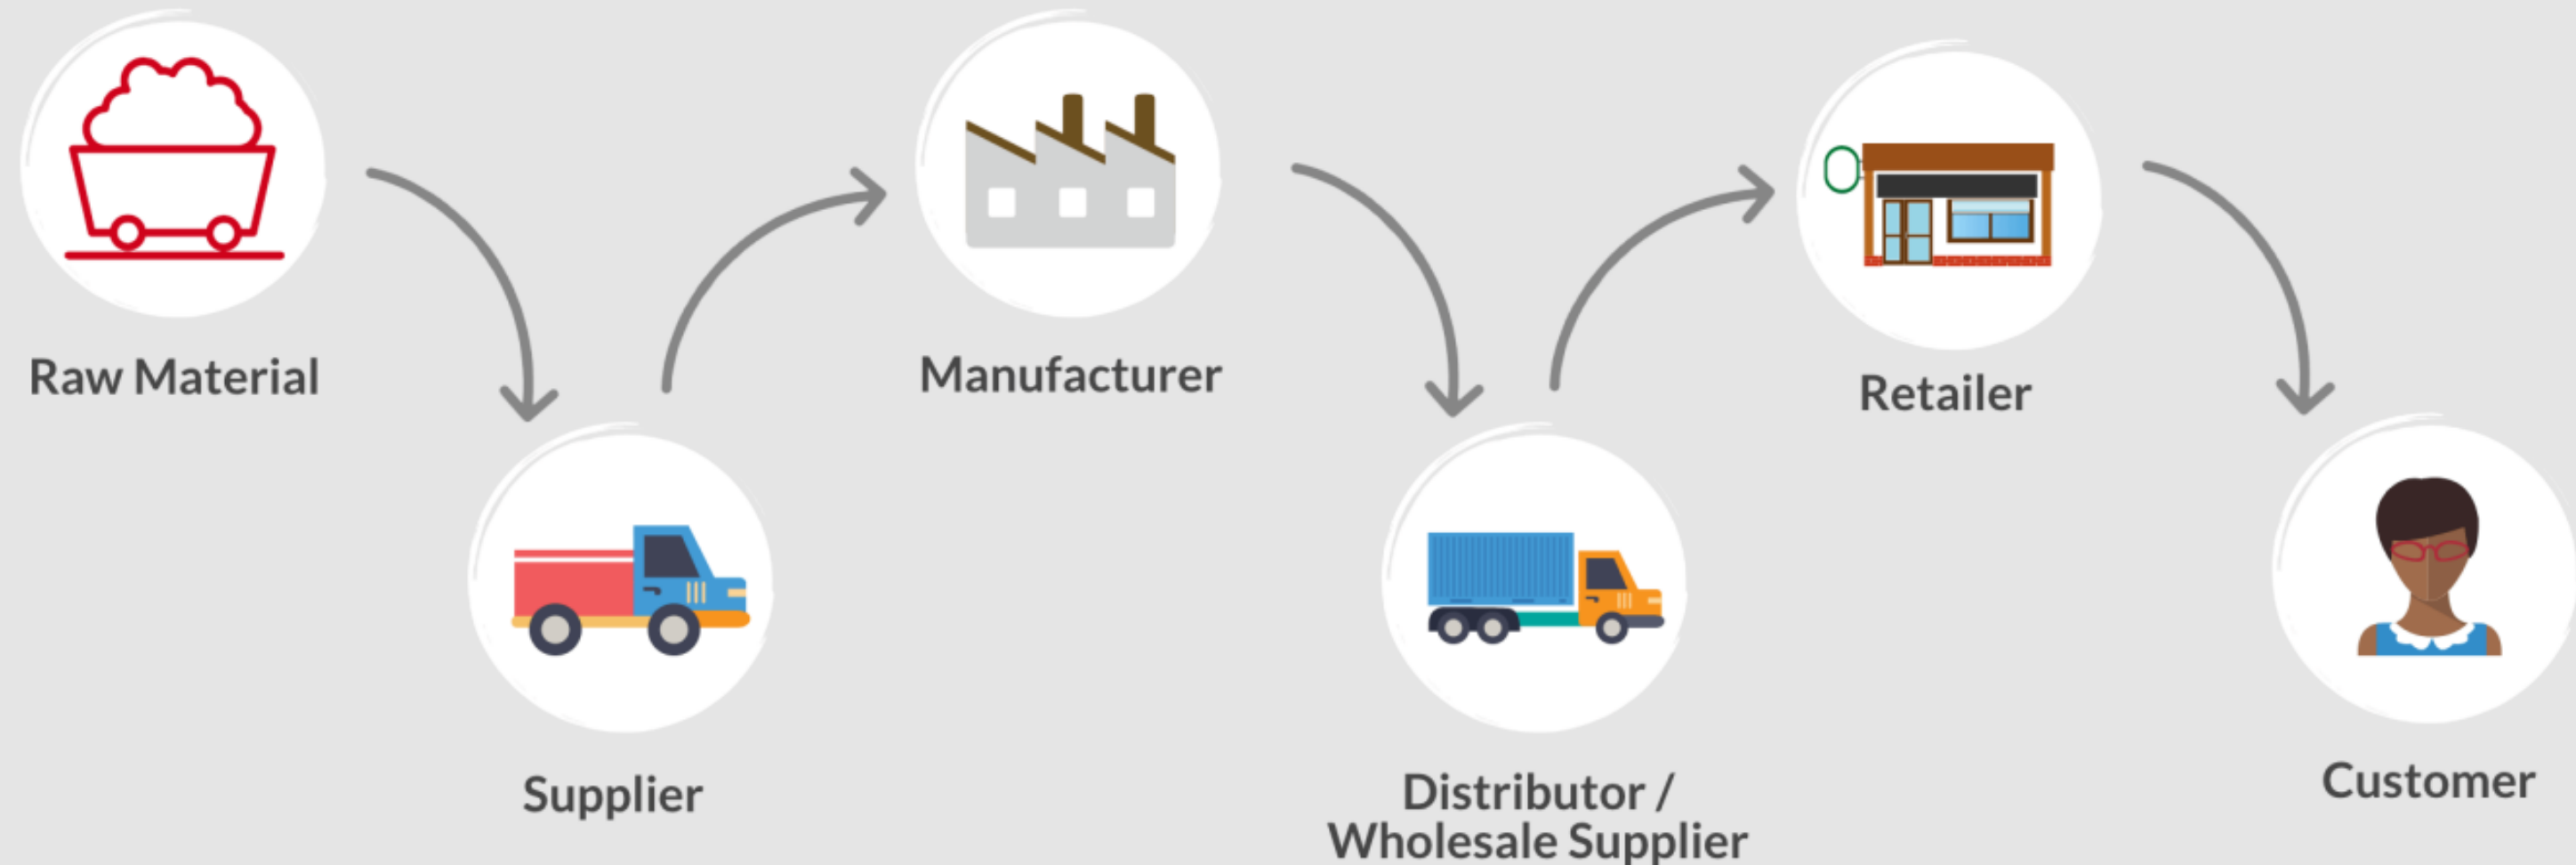 Raw Material
Supplier
Manufacturer
Distributor /
Wholesale Supplier
Retailer
Customer